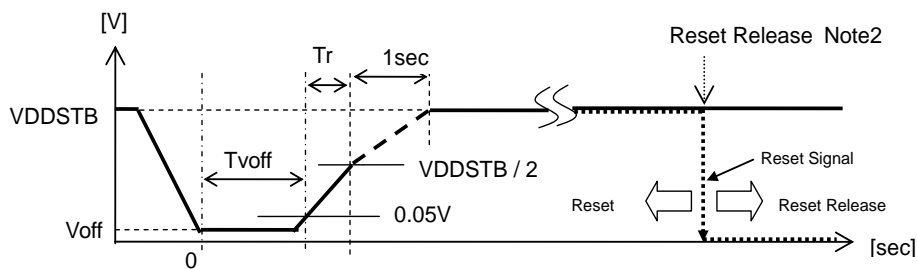 [V]
Reset Release Note2
Tr
1sec
VDDSTB
Tvoff
VDDSTB / 2
Reset Signal
0.05V
Reset
Reset Release
Voff
0
[sec]